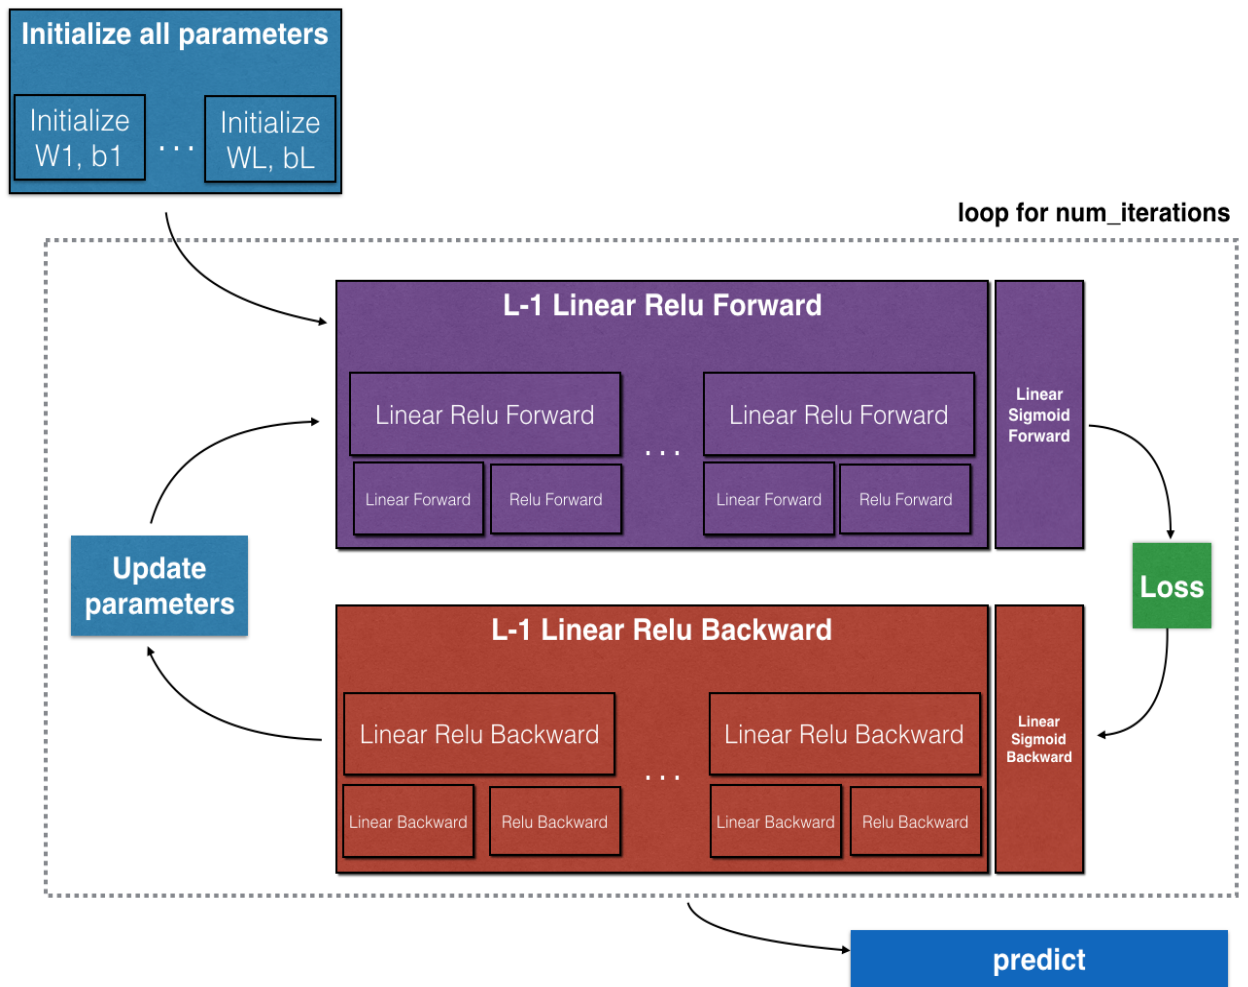 Initialize all parameters
Initialize
W1, b1
...
Initialize
WL, bL
loop for num_iterations
L-1 Linear Relu Forward
Linear Relu Forward
...
Linear Relu Forward
Linear Forward
Relu Forward
Linear Forward
Relu Forward
Linear
Sigmoid
Forward
Update
parameters
Loss
L-1 Linear Relu Backward
Linear Relu Backward
...
Linear Relu Backward
Linear Backward
Relu Backward
Linear Backward
Relu Backward
Linear
Sigmoid
Backward
predict